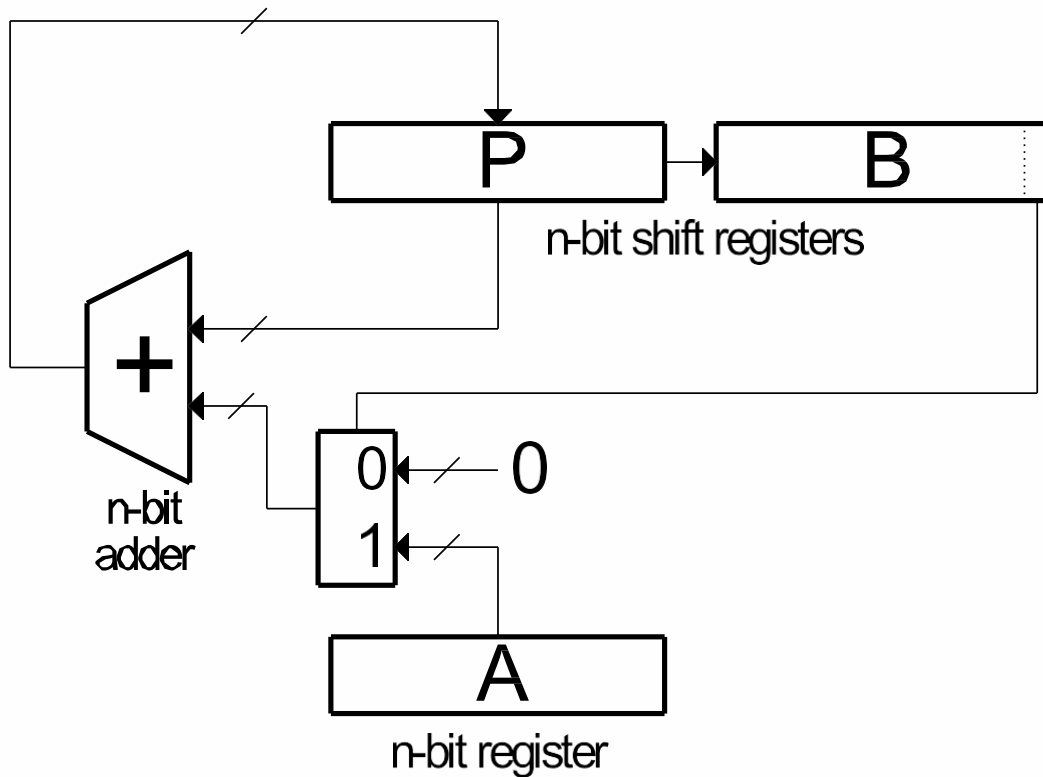 P
B
n-bit shift registers
+
0
0
1
n-bit
adder
A
n-bit register